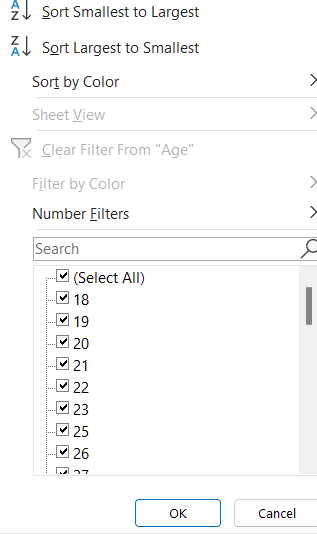 A
Z
Sort Smallest to Largest
Z
A
Sort Largest to Smallest
Sort by Color
Sheet View
Clear Filter From "Age"
Filter by Color
Number Filters
Search
(Select All)
18
19
20
21
22
23
25
26
27
OK
Cancel